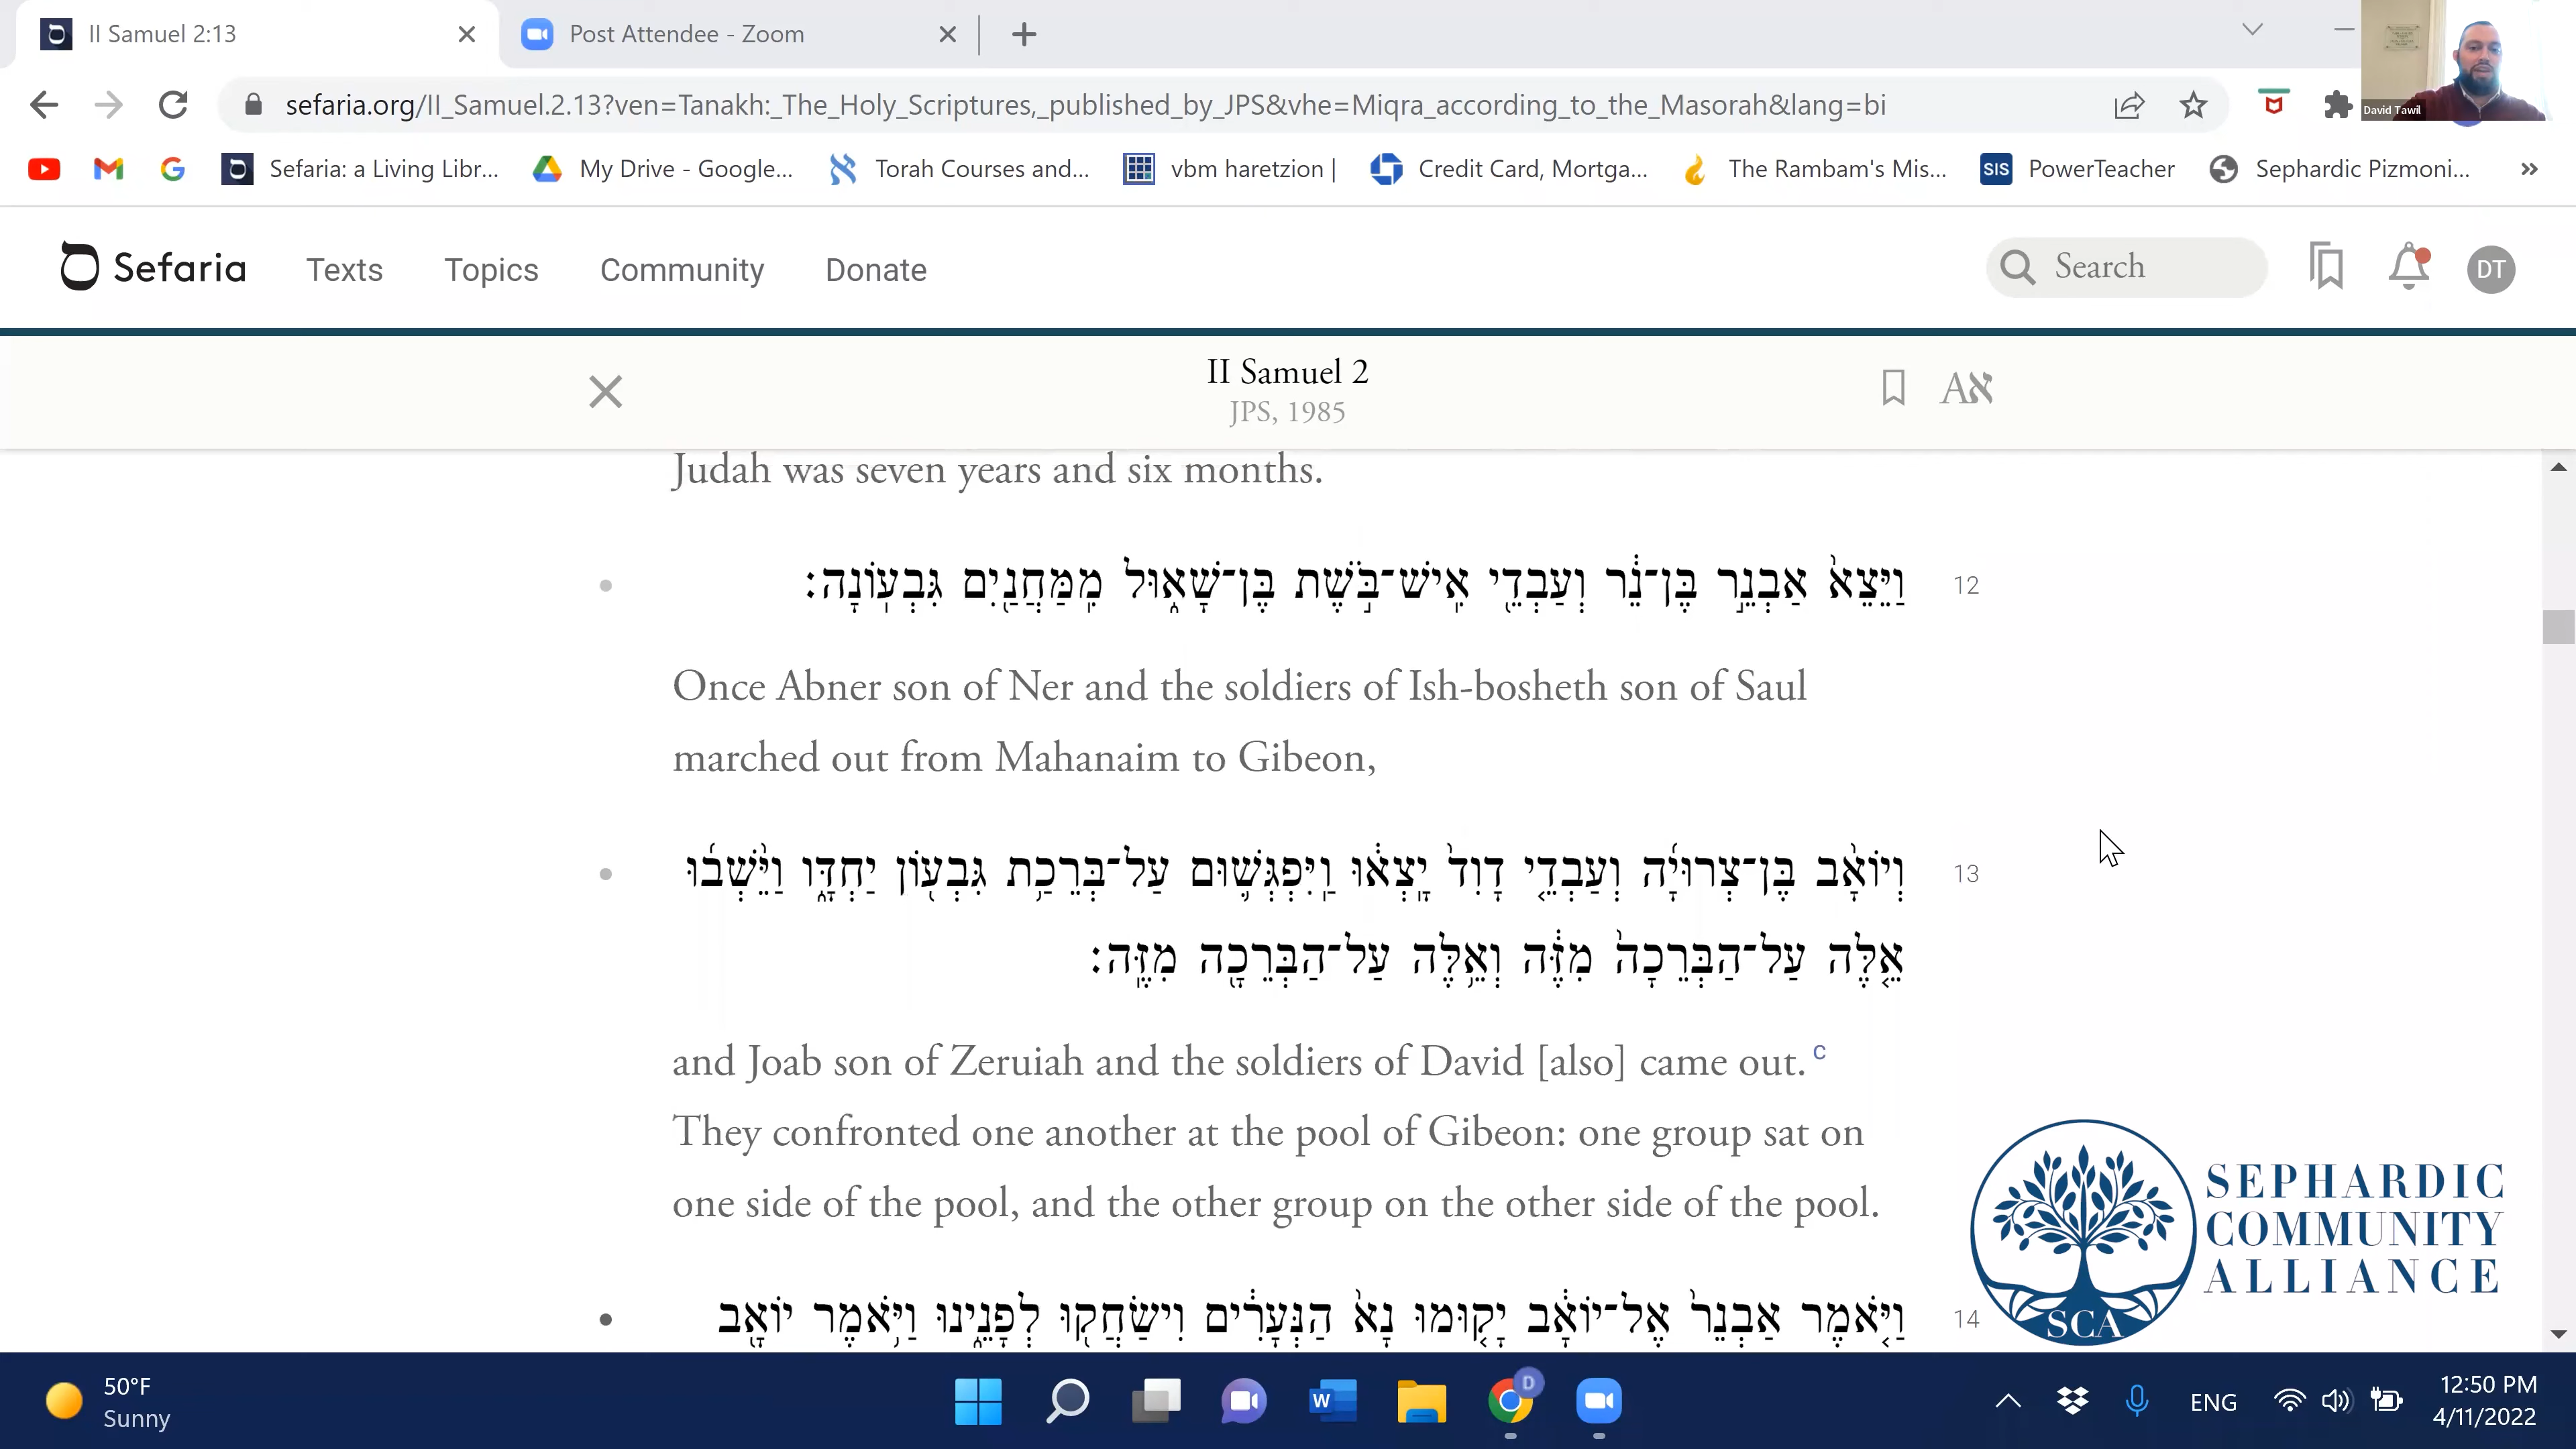 II Samuel 2:13
Post Attendee - Zoom
sefaria.org/II_Samuel.2.13?ven=Tanakh:_The_Holy_Scriptures,_published_by_JPS&vhe=Miqra_according_to_the_Masorah&lang=bi
David Tawil
Sefaria: a Living Libr...
My Drive - Google...
Torah Courses and...
vbm haretzion |
Credit Card, Mortga...
The Rambam's Mis...
SIS PowerTeacher
Sephardic Pizmoni...
»
Sefaria Texts Topics Community Donate
Search
DT
II Samuel 2
JPS, 1985
Aא
Judah was seven years and six months.
12
וַיֵּצֵא֙ אַבְנֵ֣ר בֶּן־נֵ֔ר וְעַבְדֵ֖י אִֽישׁ־בֹּ֣שֶׁת בֶּן־שָׁא֑וּל מִֽמַּחֲנַ֖יִם גִּבְעֽוֹנָה׃
Once Abner son of Ner and the soldiers of Ish-bosheth son of Saul
marched out from Mahanaim to Gibeon,
13
וְיוֹאָ֨ב בֶּן־צְרוּיָ֜ה וְעַבְדֵ֤י דָוִד֙ יָֽצְא֔וּ וַֽיִּפְגְּשׁ֛וּם עַל־בְּרֵכַ֥ת גִּבְע֖וֹן יַחְדָּ֑ו וַיֵּ֨שְׁב֜וּ
אֵ֤לֶּה עַל־הַבְּרֵכָה֙ מִזֶּ֔ה וְאֵ֥לֶּה עַל־הַבְּרֵכָ֖ה מִזֶּֽה׃
and Joab son of Zeruiah and the soldiers of David [also] came out. c
They confronted one another at the pool of Gibeon: one group sat on
one side of the pool, and the other group on the other side of the pool.
14
וַיֹּ֤אמֶר אַבְנֵר֙ אֶל־יוֹאָ֔ב יָק֤וּמוּ נָא֙ הַנְּעָרִ֔ים וִישַׂחֲק֖וּ לְפָנֵ֑ינוּ וַיֹּ֥אמֶר יוֹאָ֖ב
SEPHARDIC
COMMUNITY
ALLIANCE
SCA
50°F
Sunny
W
D
ENG
12:50 PM
4/11/2022